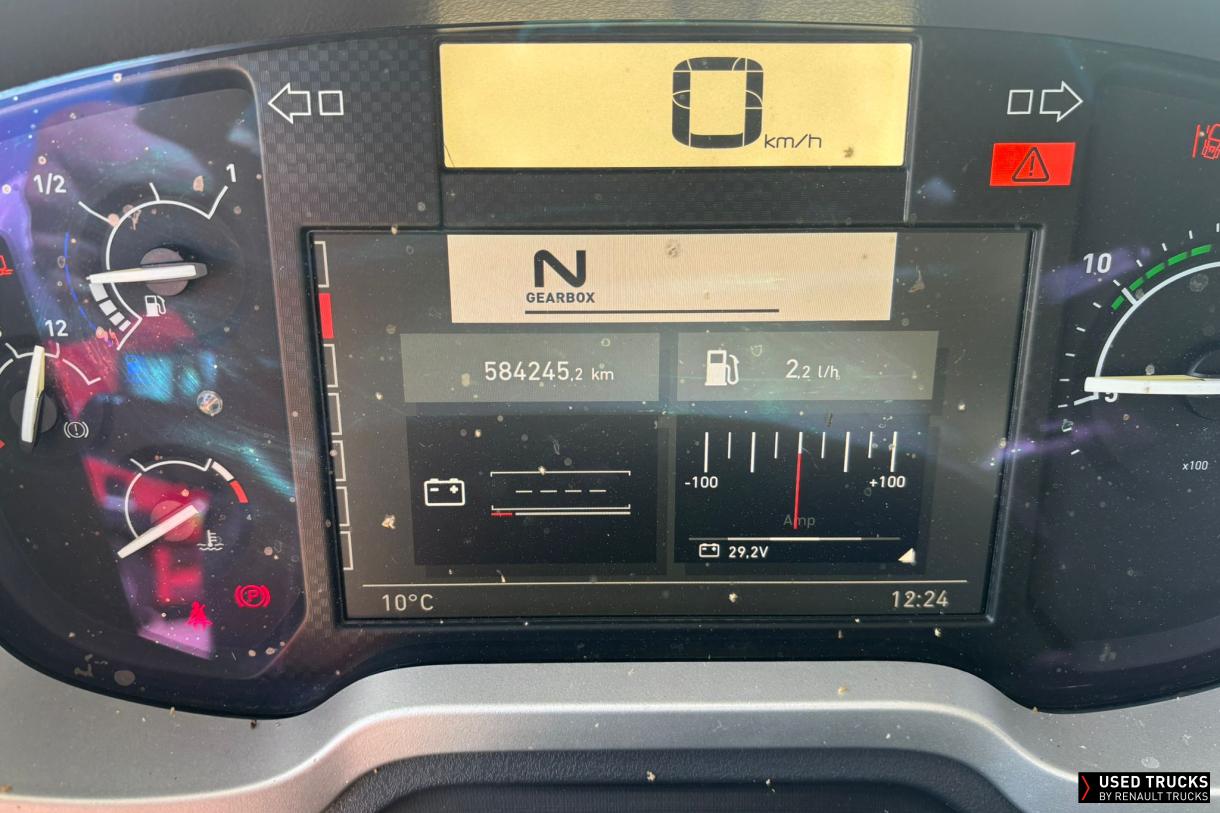 0 km/h
1/2
1
N
GEARBOX
10
584245,2 km
2,2 l/h
12
-100
+100
5
Amp
29,2V
x100
P
10°C
12:24
USED TRUCKS
BY RENAULT TRUCKS